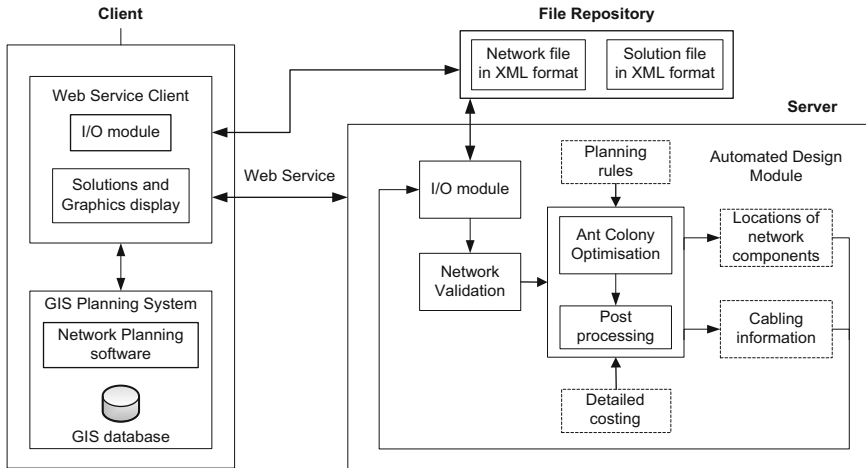 Client
File Repository
Network file
in XML format
Solution file
in XML format
Web Service Client
I/O module
Solutions and
Graphics display
Web Service
GIS Planning System
Network Planning
software
GIS database
Server
I/O module
Network
Validation
Planning
rules
Automated Design
Module
Ant Colony
Optimisation
Post
processing
Detailed
costing
Locations of
network
components
Cabling
information